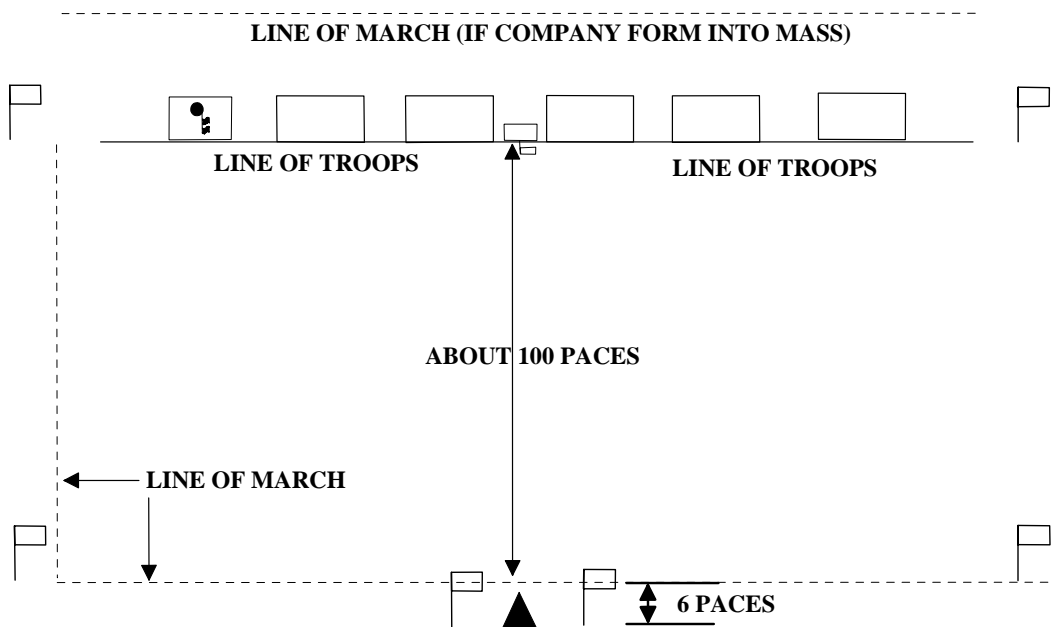 LINE OF MARCH (IF COMPANY FORM INTO MASS)
LINE OF TROOPS
LINE OF TROOPS
ABOUT 100 PACES
LINE OF MARCH
6 PACES